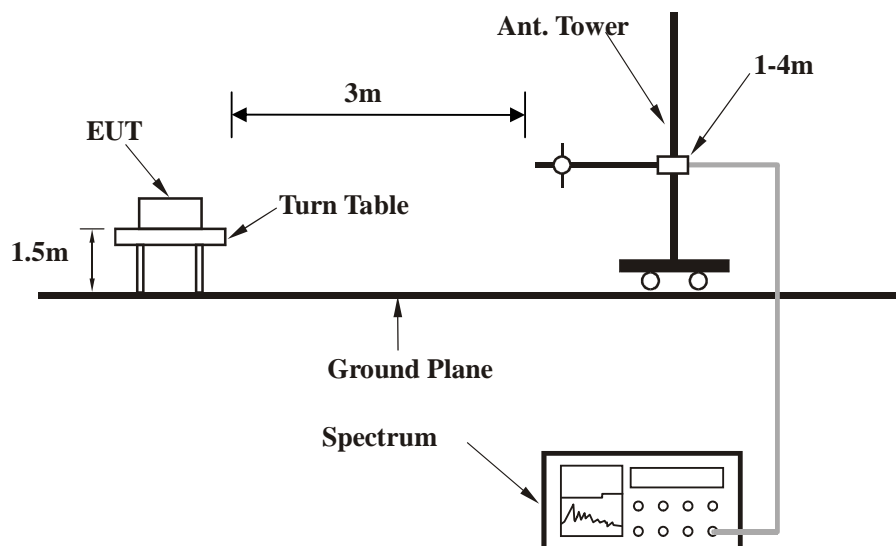 Ant. Tower
1-4m
3m
EUT
Turn Table
1.5m
Ground Plane
Spectrum